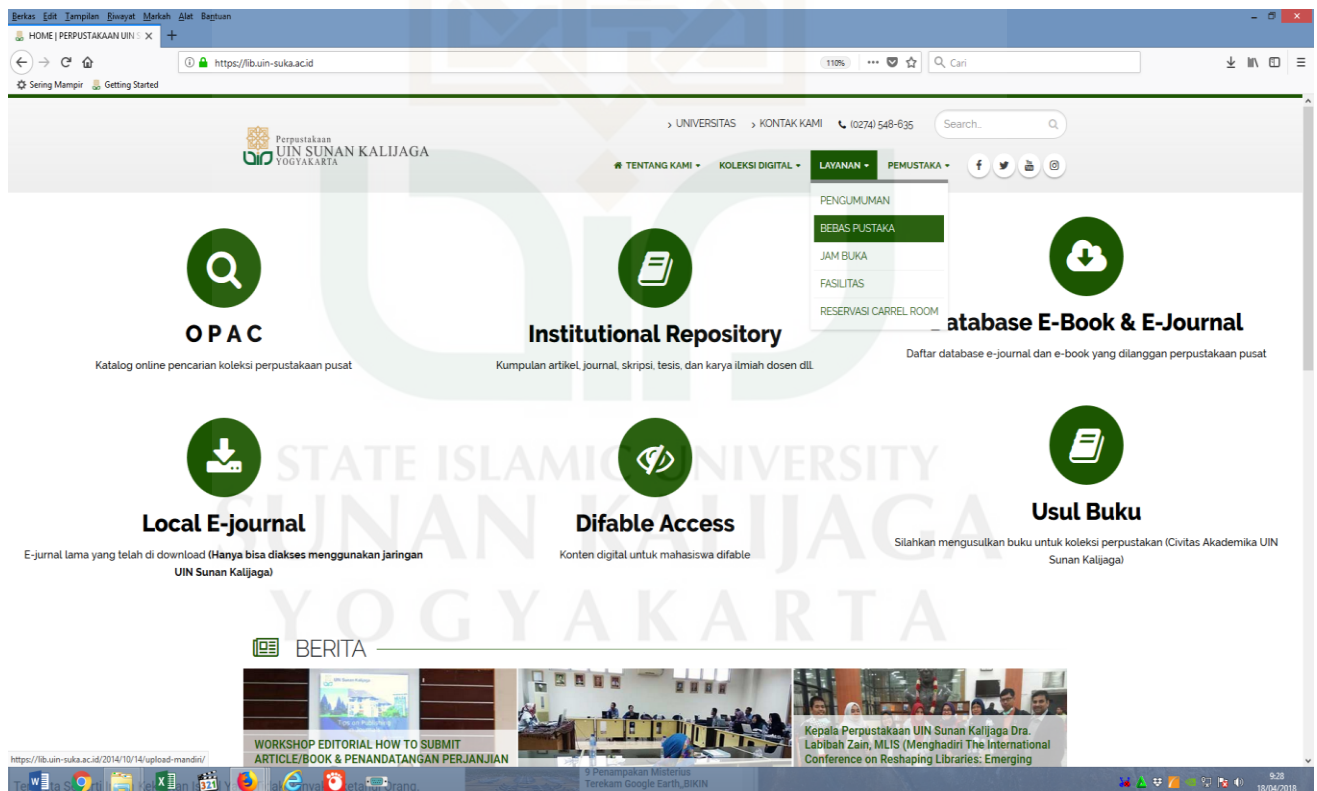 Berkas Edit Tampilan Riwayat Markah Alat Bantuan
HOME | PERPUSTAKAAN UIN S
https://lib.uin-suka.ac.id
110%
Cari
Sering Mampir Getting Started
UNIVERSITAS KONTAK KAMI (0274) 548-635 Search..
Perpustakaan
UIN SUNAN KALIJAGA
YOGYAKARTA
TENTANG KAMI KOLEKSI DIGITAL LAYANAN PEMUSTAKA
PENGUMUMAN
BEBAS PUSTAKA
JAM BUKA
FASILITAS
RESERVASI CARREL ROOM
OPAC
Katalog online pencarian koleksi perpustakaan pusat
Institutional Repository
Kumpulan artikel, journal, skripsi, tesis, dan karya ilmiah dosen dll.
atabase E-Book & E-Journal
Daftar database e-journal dan e-book yang dilanggan perpustakaan pusat
STATE ISLAMIC UNIVERSITY
SUNAN KALIJAGA
YOGYAKARTA
Local E-journal
E-jurnal lama yang telah di download (Hanya bisa diakses menggunakan jaringan
UIN Sunan Kalijaga)
Difable Access
Konten digital untuk mahasiswa difable
Usul Buku
Silahkan mengusulkan buku untuk koleksi perpustakan (Civitas Akademika UIN
Sunan Kalijaga)
BERITA
WORKSHOP EDITORIAL HOW TO SUBMIT
ARTICLE/BOOK & PENANDATANGAN PERJANJIAN
Kepala Perpustakaan UIN Sunan Kalijaga Dra.
Labibah Zain, MLIS (Menghadiri The International
Conference on Reshaping Libraries: Emerging
https://lib.uin-suka.ac.id/2014/10/14/upload-mandiri/
9 Penampakan Misterius
Terekam Google Earth, BIKIN
9:28
18/04/2018